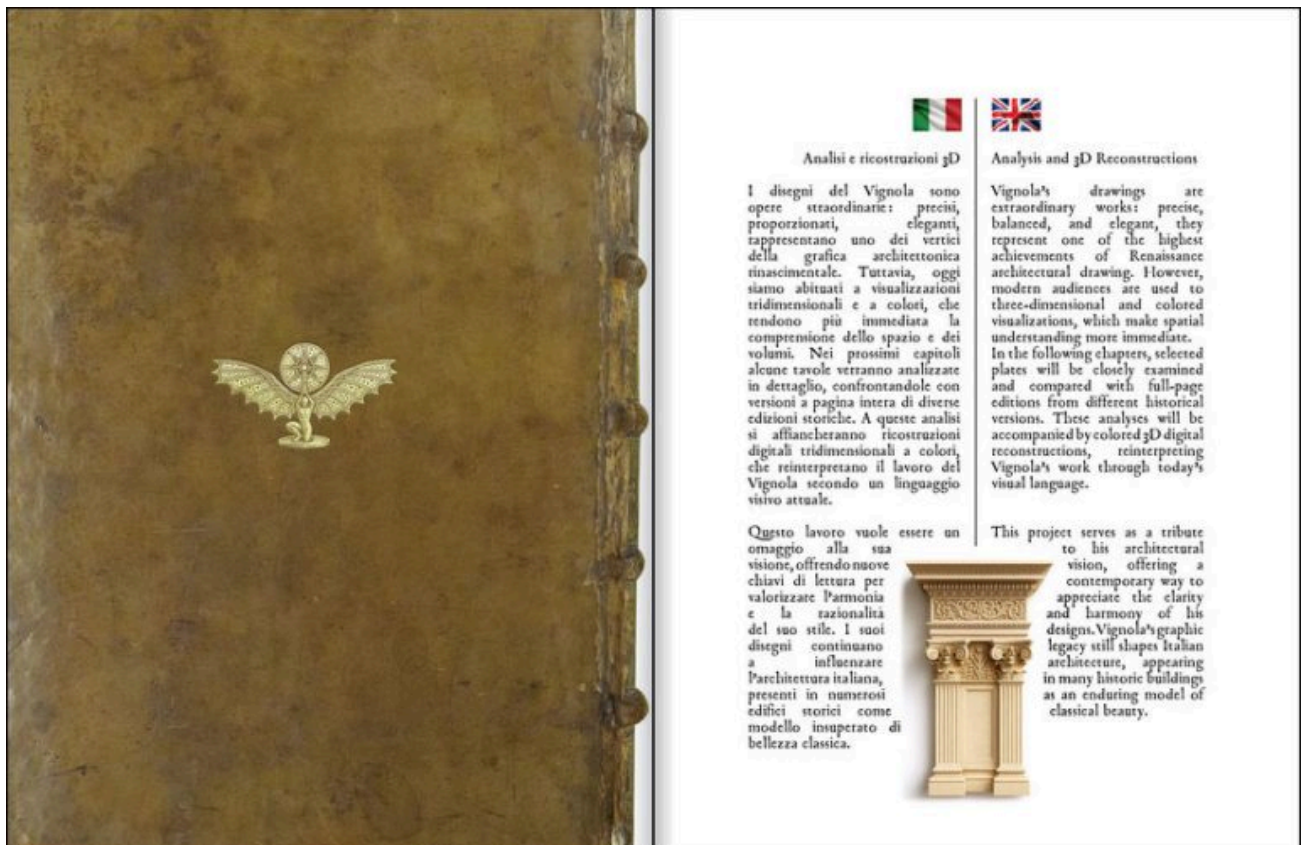 Analisi e ricostruzioni 3D
I disegni del Vignola sono
opere straordinarie: precisi,
proporzionati, eleganti,
rappresentano uno dei vertici
della grafica architettonica
rinascimentale. Tuttavia, oggi
siamo abituati a visualizzazioni
tridimensionali e a colori, che
rendono più immediata la
comprensione dello spazio e dei
volumi. Nei prossimi capitoli
alcune tavole verranno analizzate
in dettaglio, confrontandole con
versioni a pagina intera di diverse
edizioni storiche. A queste analisi
si affiancheranno ricostruzioni
digitali tridimensionali a colori,
che reinterpretano il lavoro del
Vignola secondo un linguaggio
visivo attuale.
Questo lavoro vuole essere un
omaggio alla sua
visione, offrendo nuove
chiavi di lettura per
valorizzare l'armonia
e la razionalità
del suo stile. I suoi
disegni continuano
a influenzare
l'architettura italiana,
presenti in numerosi
edifici storici come
modello insuperato di
bellezza classica.
Analysis and 3D Reconstructions
Vignola's drawings are
extraordinary works: precise,
balanced, and elegant, they
represent one of the highest
achievements of Renaissance
architectural drawing. However,
modern audiences are used to
three-dimensional and colored
visualizations, which make spatial
understanding more immediate.
In the following chapters, selected
plates will be closely examined
and compared with full-page
editions from different historical
versions. These analyses will be
accompanied by colored 3D digital
reconstructions, reinterpreting
Vignola's work through today's
visual language.
This project serves as a tribute
to his architectural
vision, offering a
contemporary way to
appreciate the clarity
and harmony of his
designs. Vignola's graphic
legacy still shapes Italian
architecture, appearing
in many historic buildings
as an enduring model of
classical beauty.